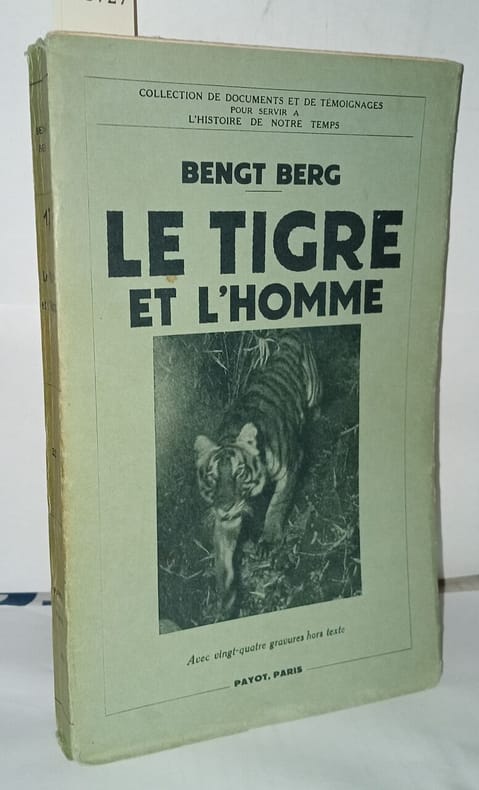 COLLECTION DE DOCUMENTS ET DE TÉMOIGNAGES
POUR SERVIR A
L'HISTOIRE DE NOTRE TEMPS
BENGT BERG
LE TIGRE
ET L'HOMME
Avec vingt-quatre gravures hors texte
PAYOT, PARIS